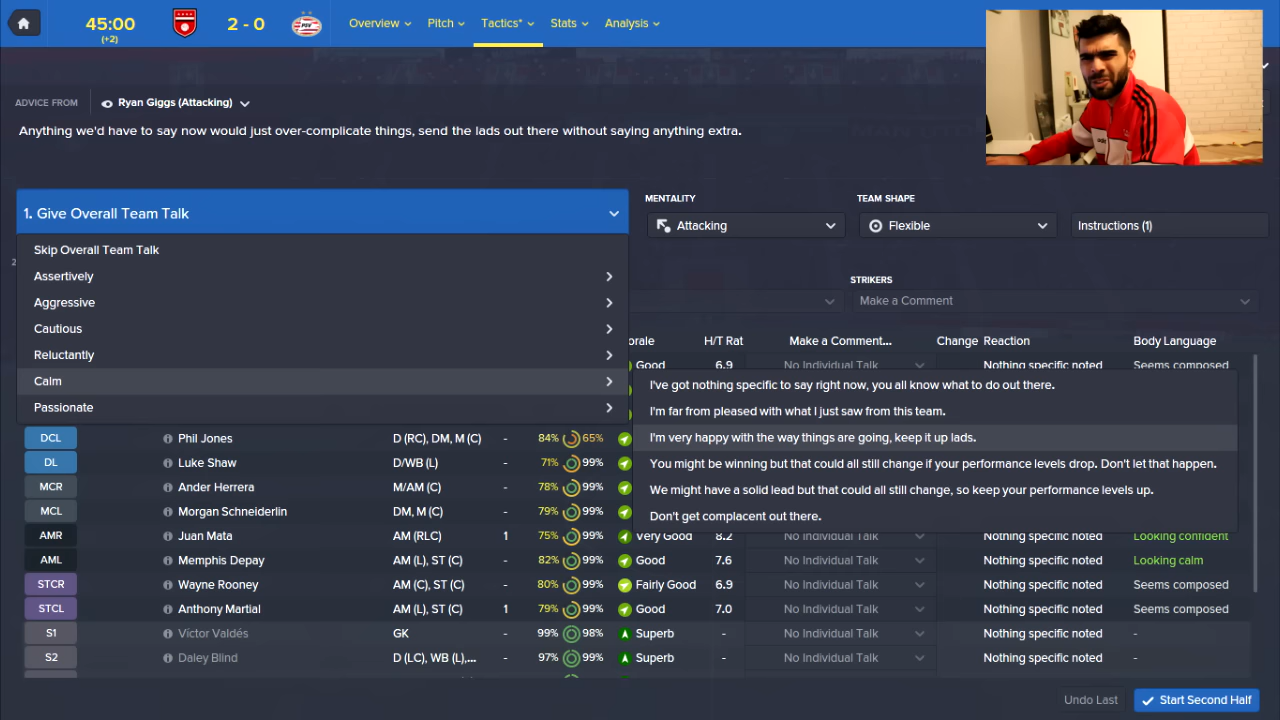 45:00
(+2)
2 - 0
PSV
Overview
Pitch
Tactics*
Stats
Analysis
ADVICE FROM
Ryan Giggs (Attacking)
Anything we'd have to say now would just over-complicate things, send the lads out there without saying anything extra.
1. Give Overall Team Talk
MENTALITY
Attacking
TEAM SHAPE
Flexible
Instructions (1)
Skip Overall Team Talk
Assertively
Aggressive
Cautious
Reluctantly
Calm
Passionate
2
STRIKERS
Make a Comment
orale
H/T Rat
Make a Comment...
Change
Reaction
Body Language
Good 6.9 No Individual Talk Nothing specific noted Seems composed
I've got nothing specific to say right now, you all know what to do out there.
I'm far from pleased with what I just saw from this team.
I'm very happy with the way things are going, keep it up lads.
You might be winning but that could all still change if your performance levels drop. Don't let that happen.
We might have a solid lead but that could all still change, so keep your performance levels up.
Don't get complacent out there.
DCL Phil Jones D (RC), DM, M (C) - 84% 65%
DL Luke Shaw D/WB (L) - 71% 99%
MCR Ander Herrera M/AM (C) - 78% 99%
MCL Morgan Schneiderlin DM, M (C) - 79% 99%
AMR Juan Mata AM (RLC) 1 75% 99% Very Good 8.2 No Individual Talk Nothing specific noted Looking confident
AML Memphis Depay AM (L), ST (C) - 82% 99% Good 7.6 No Individual Talk Nothing specific noted Looking calm
STCR Wayne Rooney AM (C), ST (C) - 80% 99% Fairly Good 6.9 No Individual Talk Nothing specific noted Seems composed
STCL Anthony Martial AM (L), ST (C) 1 79% 99% Good 7.0 No Individual Talk Nothing specific noted Seems composed
S1 Víctor Valdés GK - 99% 98% Superb - No Individual Talk Nothing specific noted -
S2 Daley Blind D (LC), WB (L),... - 97% 99% Superb - No Individual Talk Nothing specific noted -
Undo Last
Start Second Half